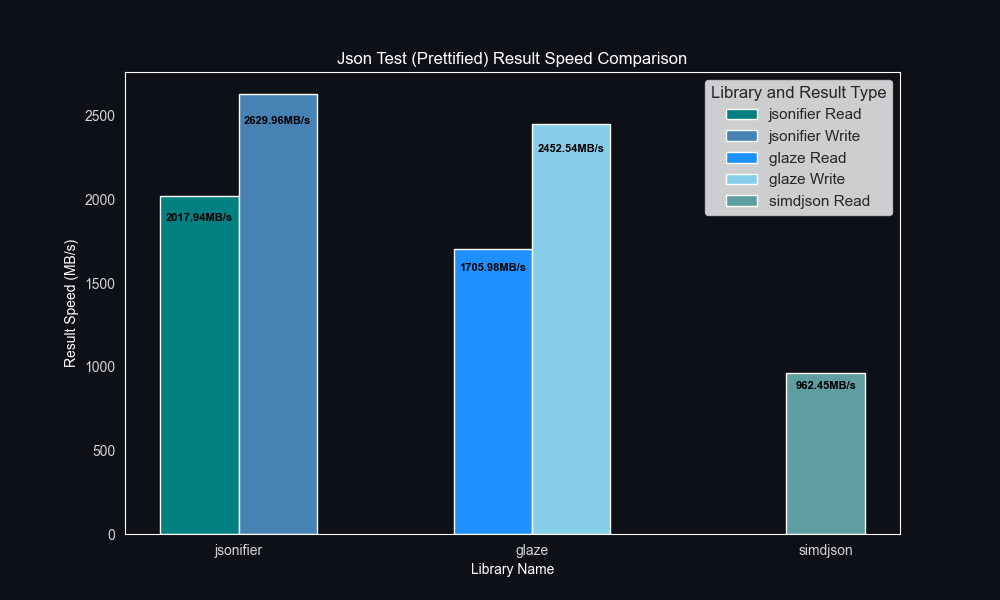 Json Test (Prettified) Result Speed Comparison
Library and Result Type
jsonifier Read
jsonifier Write
glaze Read
glaze Write
simdjson Read
Result Speed (MB/s)
2500
2000
1500
1000
500
0
2017.94MB/s
2629.96MB/s
1705.98MB/s
2452.54MB/s
962.45MB/s
jsonifier
glaze
simdjson
Library Name